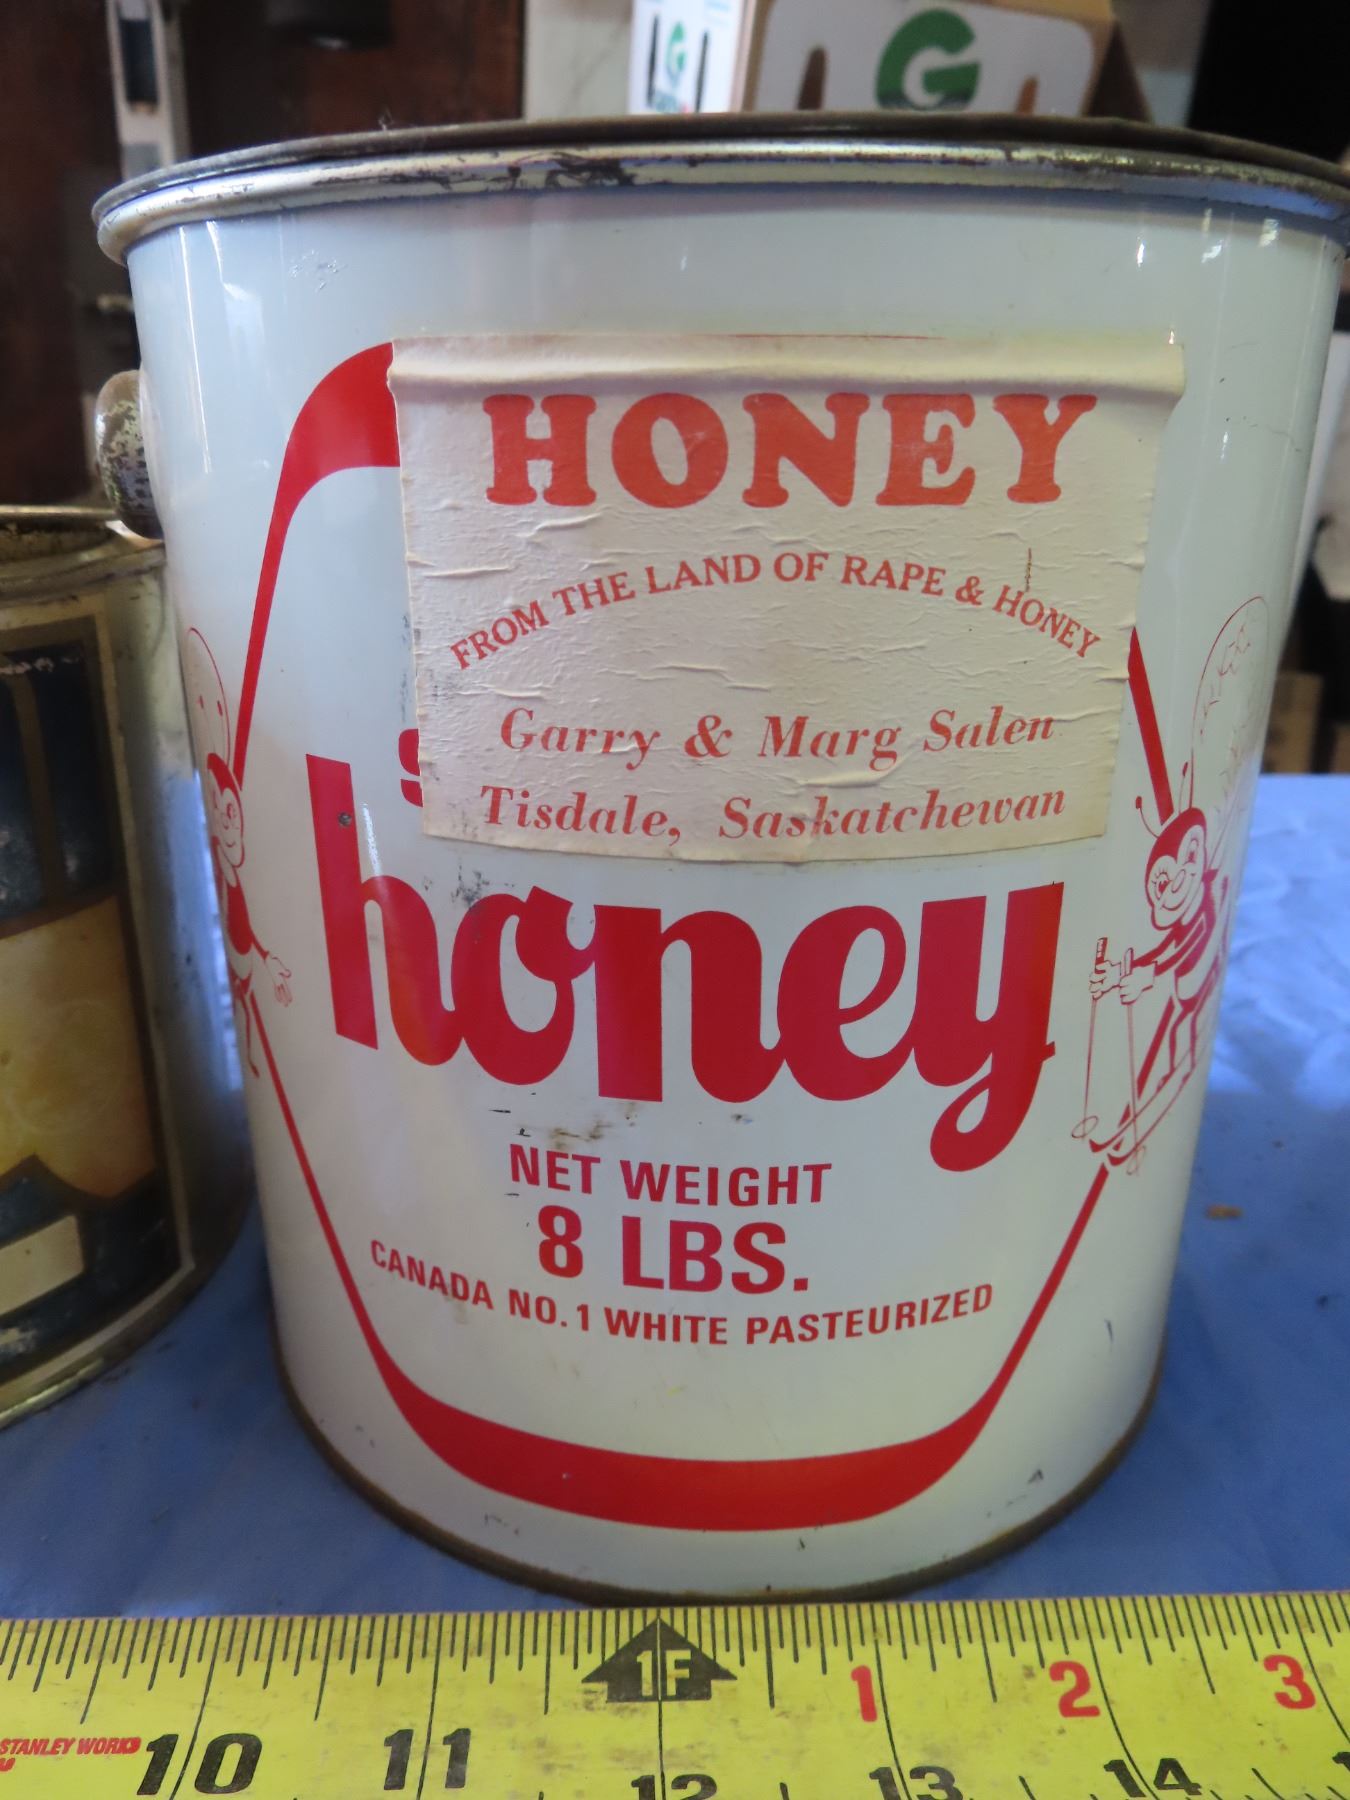 G
G
HONEY
FROM THE LAND OF RAPE & HONEY
Garry & Marg Salen
Tisdale, Saskatchewan
honey
NET WEIGHT
8 LBS.
CANADA NO. 1 WHITE PASTEURIZED
1F 1 2 3
STANLEY WORKS 10 11 12 13 14